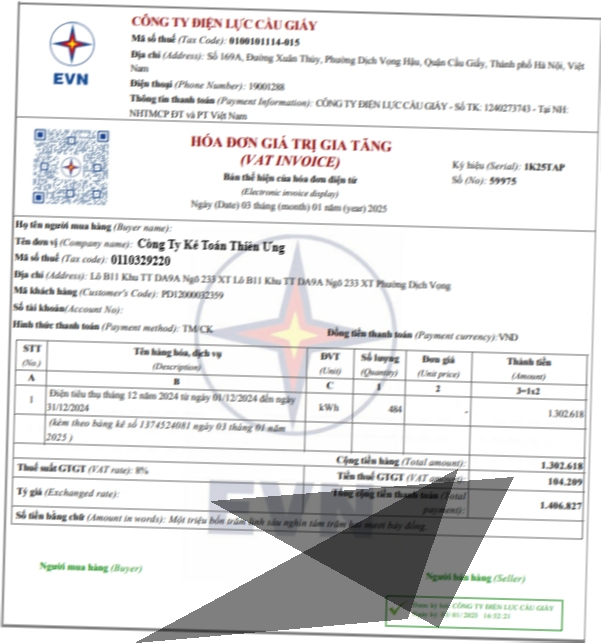 CÔNG TY ĐIỆN LỰC CẦU GIẤY
Mã số thuế (Tax Code): 0100101114-015
Địa chỉ (Address): Số 169A, Đường Xuân Thủy, Phường Dịch Vọng Hậu, Quận Cầu Giấy, Thành phố Hà Nội, Việt
Nam
Điện thoại (Phone Number): 19001288
Thông tin thanh toán (Payment Information): CÔNG TY ĐIỆN LỰC CẦU GIẤY - Số TK: 1240273743 - Tại NH:
NHTMCP ĐT và PT Việt Nam
EVN
HÓA ĐƠN GIÁ TRỊ GIA TĂNG
(VAT INVOICE)
Bản thể hiện của hóa đơn điện tử
(Electronic invoice display)
Ngày (Date) 03 tháng (month) 01 năm (year) 2025
Ký hiệu (Serial): 1K25TAP
Số (No): 59975
Họ tên người mua hàng (Buyer name):
Tên đơn vị (Company name): Công Ty Kế Toán Thiên Ưng
Mã số thuế (Tax code): 0110329220
Địa chỉ (Address): Lô B11 Khu TT DA9A Ngõ 233 XT Lô B11 Khu TT DA9A Ngõ 233 XT Phường Dịch Vọng
Mã khách hàng (Customer's Code): PD12000032359
Số tài khoản (Account No):
Hình thức thanh toán (Payment method): TM/CK Đồng tiền thanh toán (Payment currency): VND
STT Tên hàng hóa, dịch vụ ĐVT Số lượng Đơn giá Thành tiền
(No.) (Description) (Unit) (Quantity) (Unit price) (Amount)
A B C 1 2 3=1x2
1 Điện tiêu thụ tháng 12 năm 2024 từ ngày 01/12/2024 đến ngày
31/12/2024 kWh 484 - 1.302.618
(kèm theo bảng kê số 1374524081 ngày 03 tháng 01 năm
2025 )
Cộng tiền hàng (Total amount): 1.302.618
Thuế suất GTGT (VAT rate): 8% Tiền thuế GTGT (VAT amount): 104.209
Tỷ giá (Exchanged rate): Tổng cộng tiền thanh toán (Total
payment): 1.406.827
Số tiền bằng chữ (Amount in words): Một triệu bốn trăm linh sáu nghìn tám trăm hai mươi bảy đồng.
EVN
Người mua hàng (Buyer) Người bán hàng (Seller)
CÔNG TY ĐIỆN LỰC CẦU GIẤY